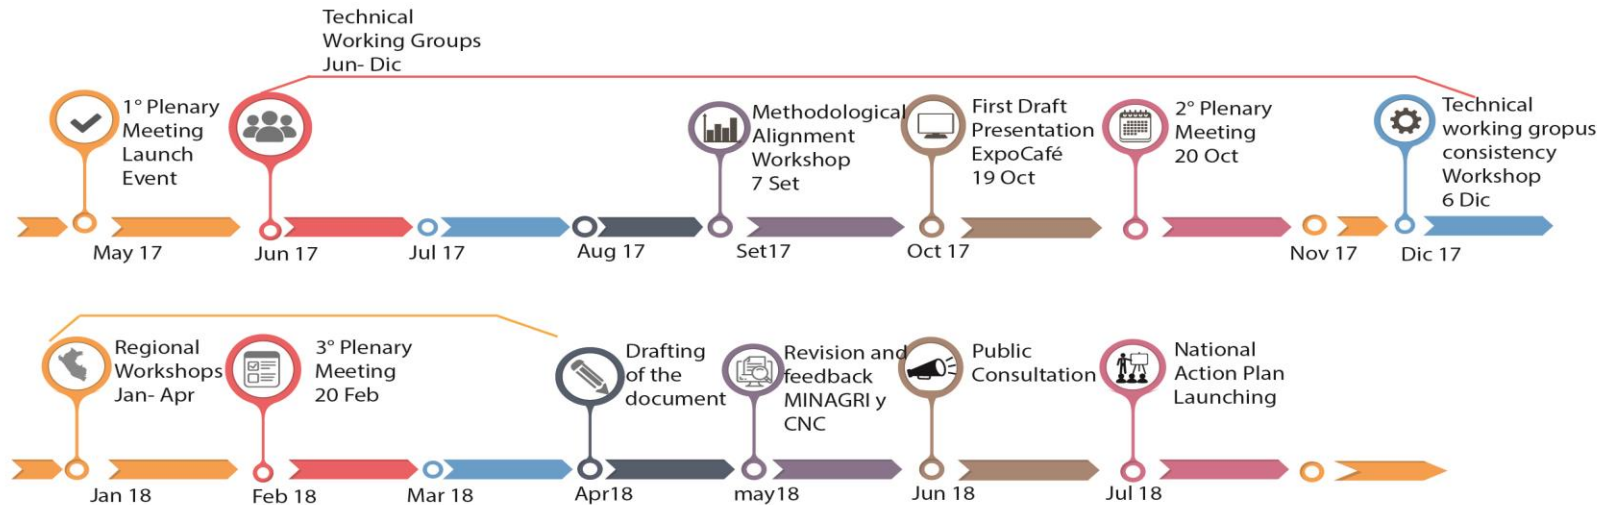 Technical
Working Groups
Jun- Dic
1° Plenary
Meeting
Launch
Event
Methodological
Alignment
Workshop
7 Set
First Draft
Presentation
ExpoCafé
19 Oct
2° Plenary
Meeting
20 Oct
Technical
working gropus
consistency
Workshop
6 Dic
May 17
Jun 17
Jul 17
Aug 17
Set17
Oct 17
Nov 17
Dic 17
Regional
Workshops
Jan- Apr
3° Plenary
Meeting
20 Feb
Drafting
of the
document
Revision and
feedback
MINAGRI y
CNC
Public
Consultation
National
Action Plan
Launching
Jan 18
Feb 18
Mar 18
Apr18
may18
Jun 18
Jul 18